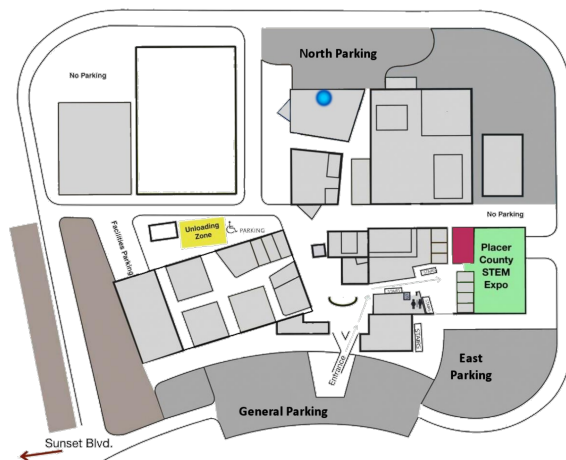 North Parking
No Parking
No Parking
Facilities Parking
Unloading
Zone
PARKING
Placer
County
STEM
Expo
STAIRS
Entrance
East
Parking
General Parking
Sunset Blvd.